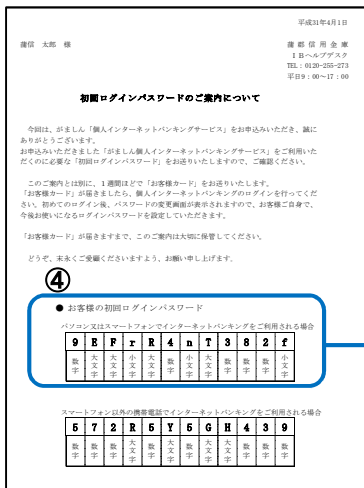 平成31年4月1日
蒲信 太郎 様
蒲郡信用金庫
IBヘルプデスク
TEL：0120-255-273
平日9：00～17：00
初回ログインパスワードのご案内について
今回は、がましん「個人インターネットバンキングサービス」をお申込みいただき、誠に
ありがとうございます。
お申込みいただきました「がましん個人インターネットバンキングサービス」をご利用いた
だくのに必要な「初回ログインパスワード」をお送りいたしますので、ご確認ください。
このご案内とは別に、1週間ほどで「お客様カード」をお送りいたします。
「お客様カード」が届きましたら、個人インターネットバンキングのログインを行ってくだ
さい。初めてのログイン後、パスワードの変更画面が表示されますので、お客様ご自身で、
今後お使いになるログインパスワードを設定していただきます。
「お客様カード」が届きますまで、このご案内は大切に保管してください。
どうぞ、末永くご愛顧くださいますよう、お願い申し上げます。
④
● お客様の初回ログインパスワード
パソコン又はスマートフォンでインターネットバンキングをご利用される場合
9 E F r R 4 n T 3 8 2 f
数字 大文字 大文字 小文字 大文字 数字 小文字 大文字 数字 数字 数字 小文字
スマートフォン以外の携帯電話でインターネットバンキングをご利用される場合
5 7 2 R 5 Y 5 G H 4 3 9
数字 数字 数字 大文字 数字 大文字 数字 大文字 大文字 数字 数字 数字